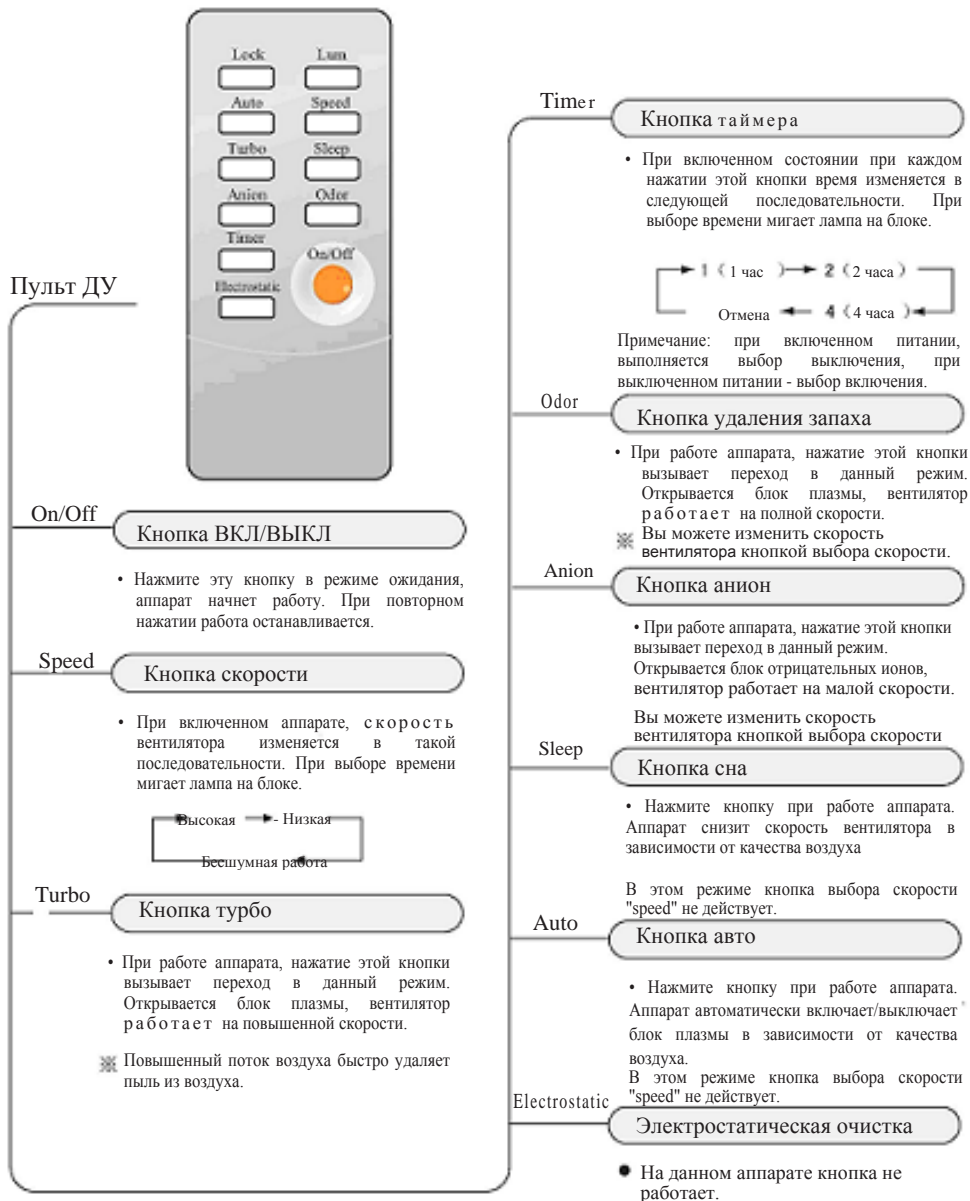 Lock Lum
Auto Speed
Turbo Sleep
Anion Odor
Timer
On/Off
Electrostatic
Пульт ДУ
On/Off
Кнопка ВКЛ/ВЫКЛ
• Нажмите эту кнопку в режиме ожидания,
аппарат начнет работу. При повторном
нажатии работа останавливается.
Speed
Кнопка скорости
• При включенном аппарате, скорость
вентилятора изменяется в такой
последовательности. При выборе времени
мигает лампа на блоке.
Высокая - Низкая
Бесшумная работа
Turbo
Кнопка турбо
• При работе аппарата, нажатие этой кнопки
вызывает переход в данный режим.
Открывается блок плазмы, вентилятор
работает на повышенной скорости.
※ Повышенный поток воздуха быстро удаляет
пыль из воздуха.
Timer
Кнопка таймера
• При включенном состоянии при каждом
нажатии этой кнопки время изменяется в
следующей последовательности. При
выборе времени мигает лампа на блоке.
1 ( 1 час ) 2 ( 2 часа )
Отмена 4 ( 4 часа )
Примечание: при включенном питании,
выполняется выбор выключения, при
выключенном питании - выбор включения.
Odor
Кнопка удаления запаха
• При работе аппарата, нажатие этой кнопки
вызывает переход в данный режим.
Открывается блок плазмы, вентилятор
работает на полной скорости.
※ Вы можете изменить скорость
вентилятора кнопкой выбора скорости.
Anion
Кнопка анион
• При работе аппарата, нажатие этой кнопки
вызывает переход в данный режим.
Открывается блок отрицательных ионов,
вентилятор работает на малой скорости.
Вы можете изменить скорость
вентилятора кнопкой выбора скорости
Sleep
Кнопка сна
• Нажмите кнопку при работе аппарата.
Аппарат снизит скорость вентилятора в
зависимости от качества воздуха
В этом режиме кнопка выбора скорости
"speed" не действует.
Auto
Кнопка авто
• Нажмите кнопку при работе аппарата.
Аппарат автоматически включает/выключает
блок плазмы в зависимости от качества
воздуха.
В этом режиме кнопка выбора скорости
"speed" не действует.
Electrostatic
Электростатическая очистка
• На данном аппарате кнопка не
работает.